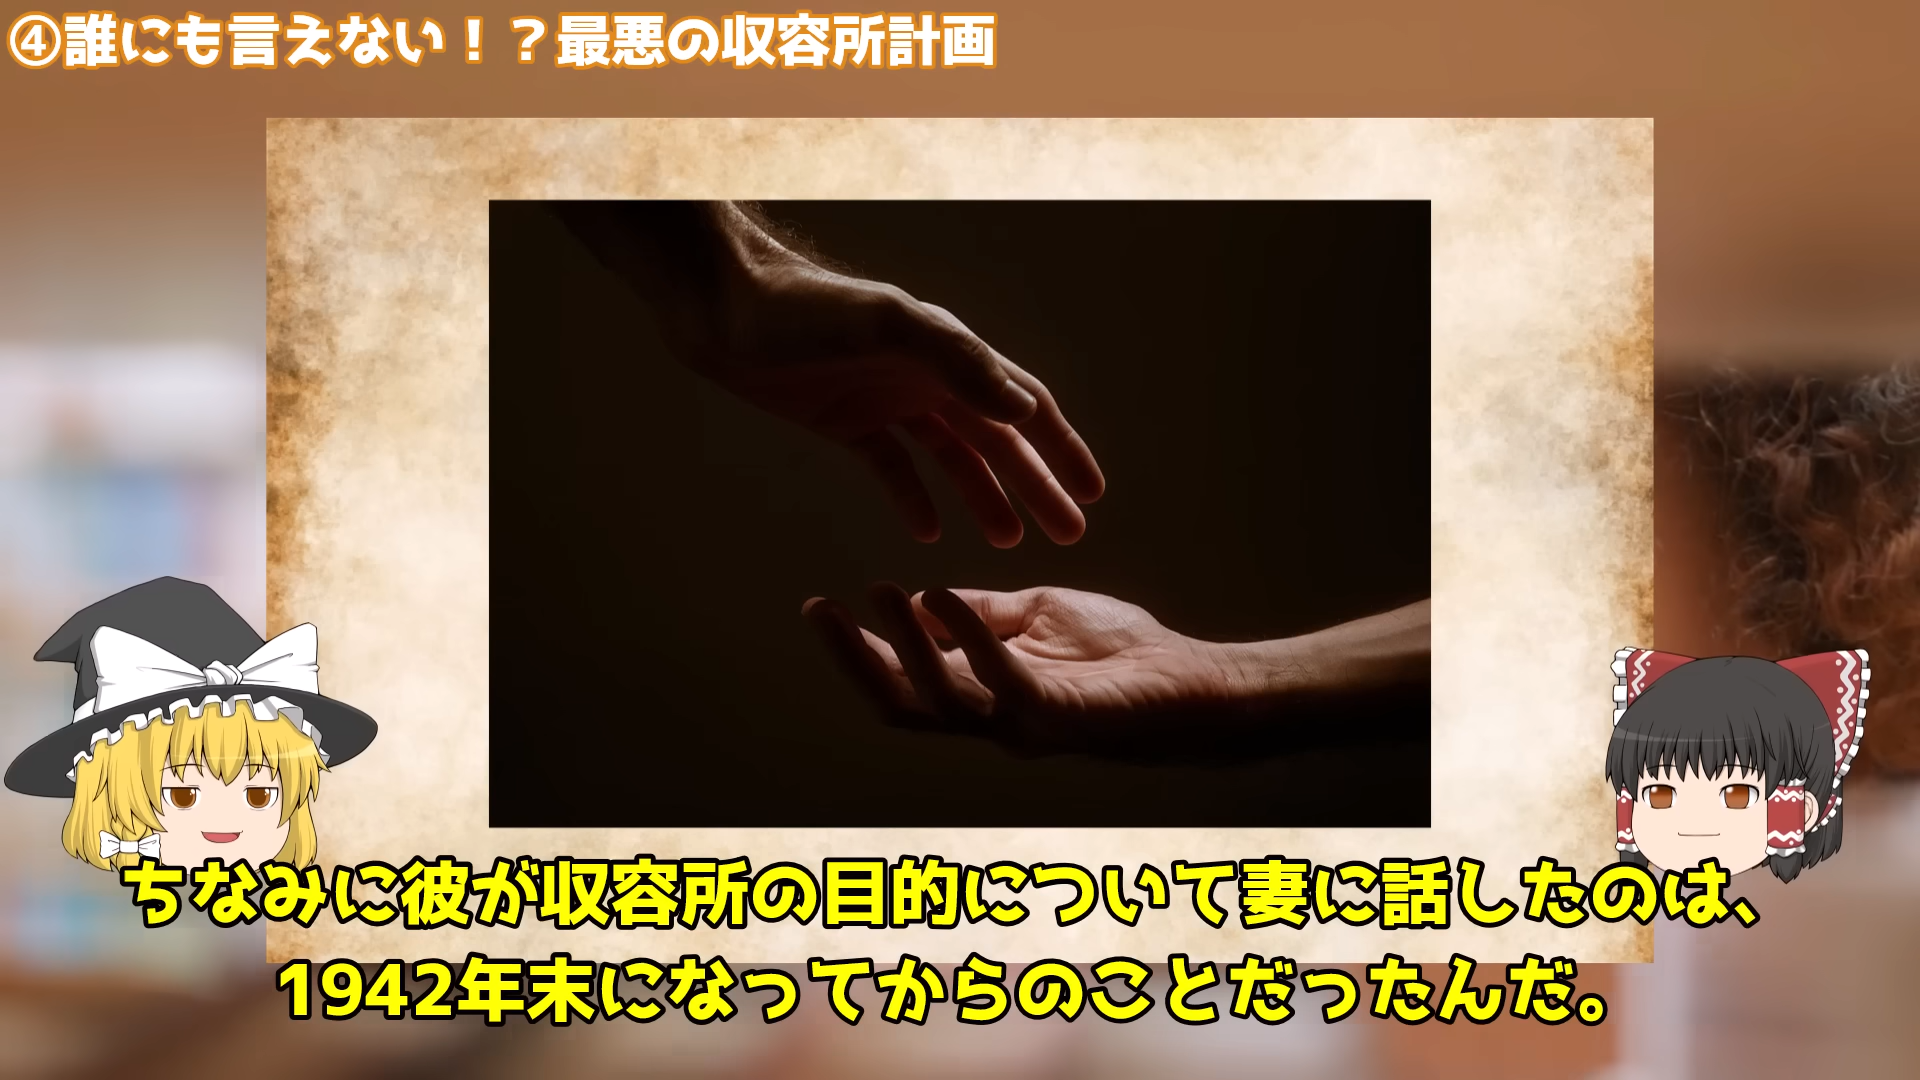 ④誰にも言えない！？最悪の収容所計画
ちなみに彼が収容所の目的について妻に話したのは、
1942年末になってからのことだったんだ。